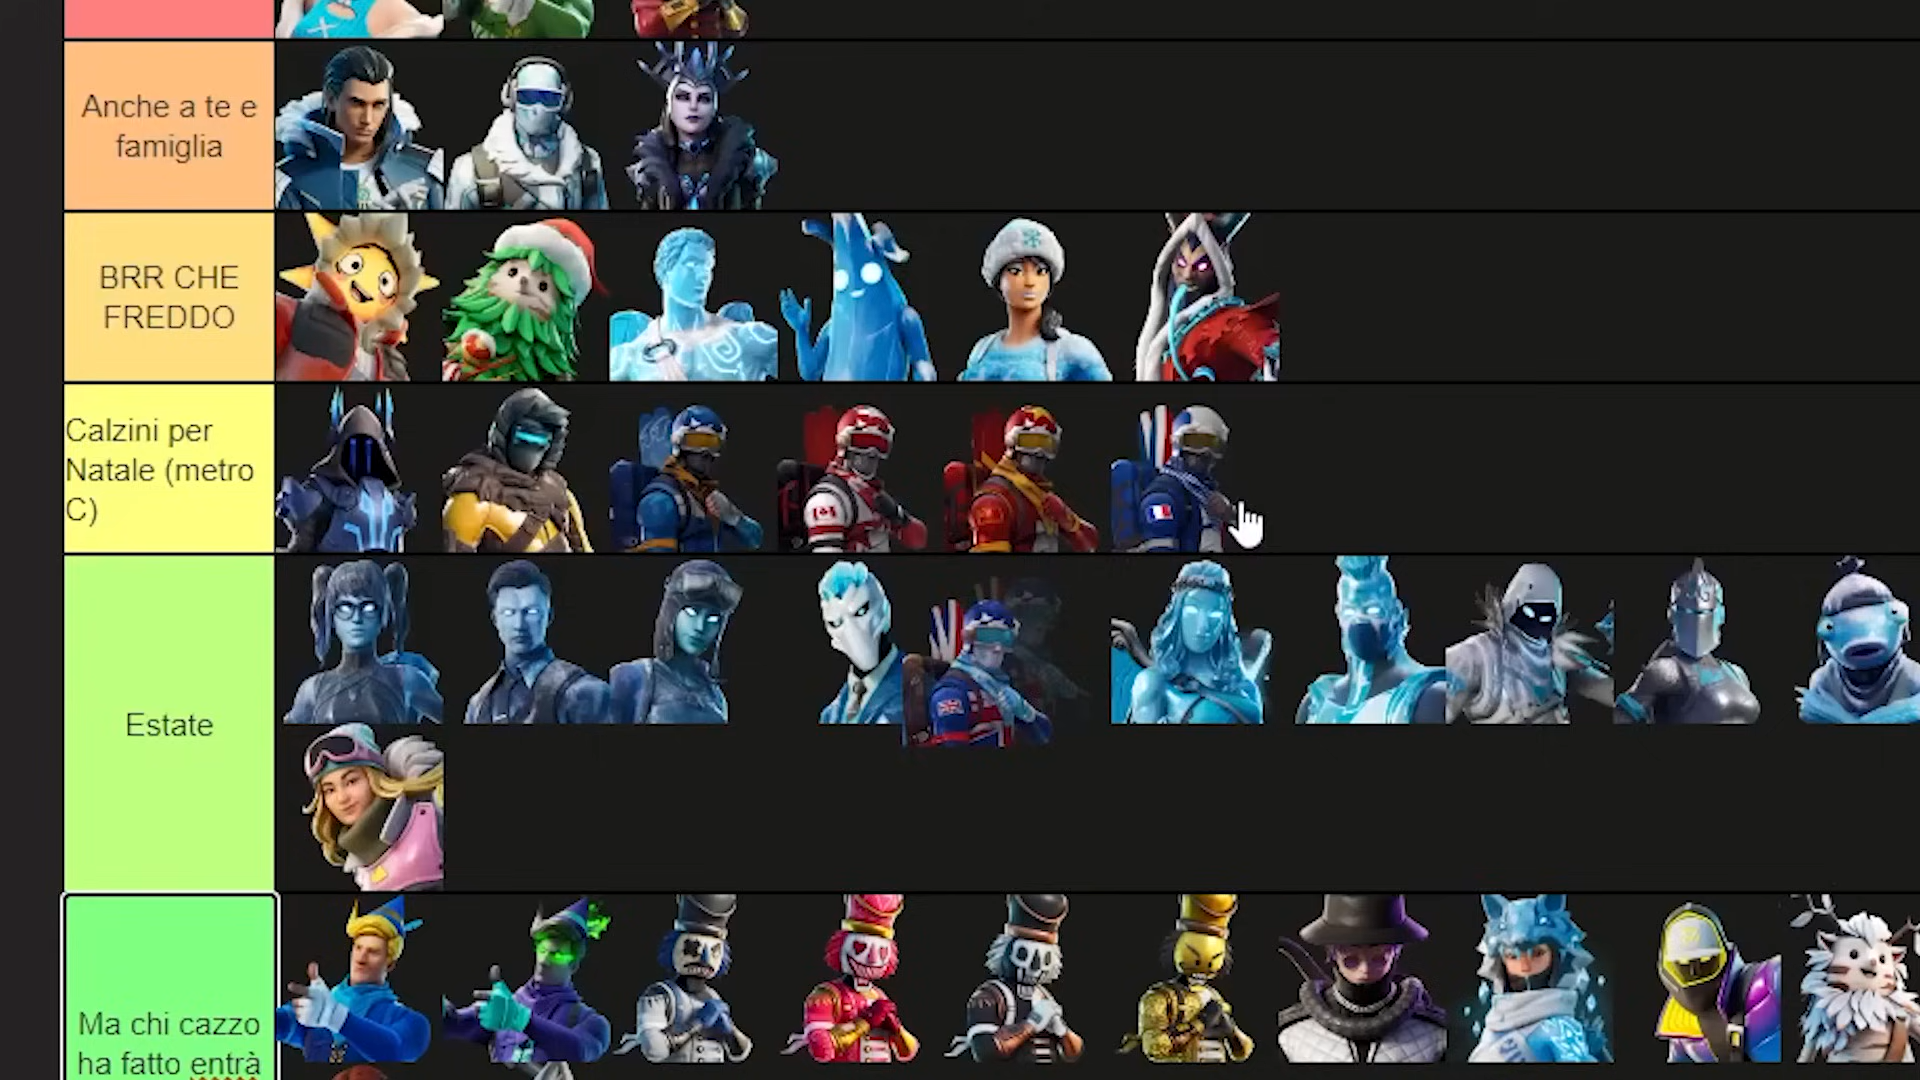 Anche a te e
famiglia
BRR CHE
FREDDO
Calzini per
Natale (metro
C)
Estate
Ma chi cazzo
ha fatto entrà